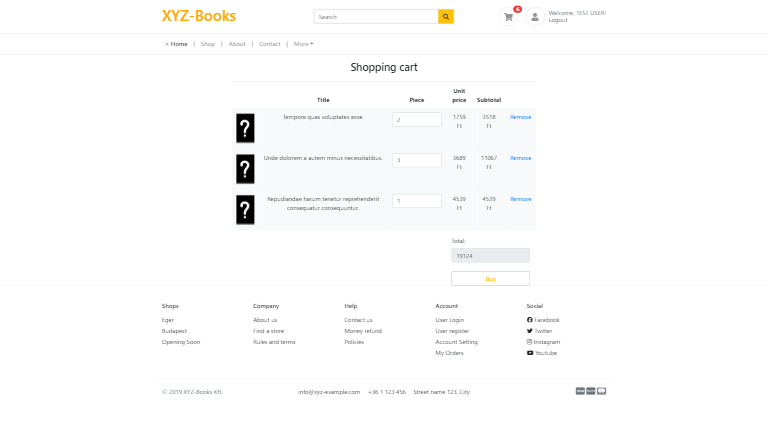 XYZ-Books
Search
6
Welcome, TEST USER!
Logout
> Home | Shop | About | Contact | More
Shopping cart
Title Piece Unit price Subtotal
Tempore quas voluptates esse. 2 1759 Ft 3518 Ft Remove
Unde dolorem a autem minus necessitatibus. 3 3689 Ft 11067 Ft Remove
Repudiandae harum tenetur reprehenderit consequatur consequuntur. 1 4539 Ft 4539 Ft Remove
Total:
19124
Buy
Shops Company Help Account Social
Eger About us Contact us User Login Facebook
Budapest Find a store Money refund User register Twitter
Opening Soon Rules and terms Policies Account Setting Instagram
My Orders Youtube
© 2019 XYZ-Books Kft. info@xyz-example.com +36 1 123 456 Street name 123, City